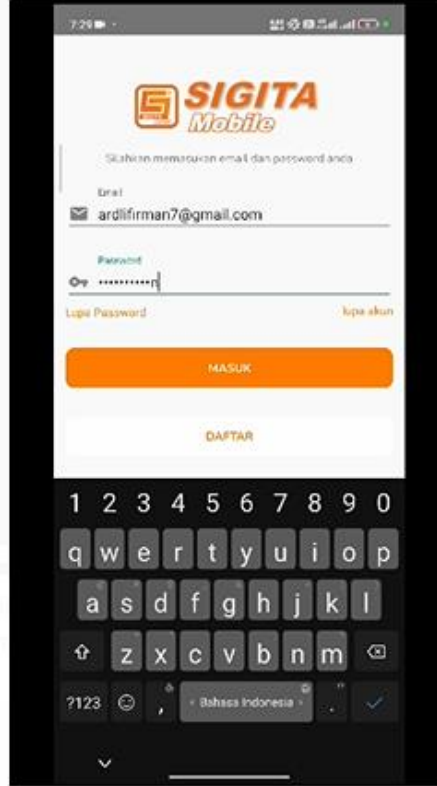 7:29
SIGITA
Mobile
Silahkan memasukan email dan password anda
Email
ardlifirman7@gmail.com
Password
••••••••••n
Lupa Password lupa akun
MASUK
DAFTAR
1 2 3 4 5 6 7 8 9 0
q w e r t y u i o p
a s d f g h j k l
z x c v b n m
?123 , Bahasa Indonesia .